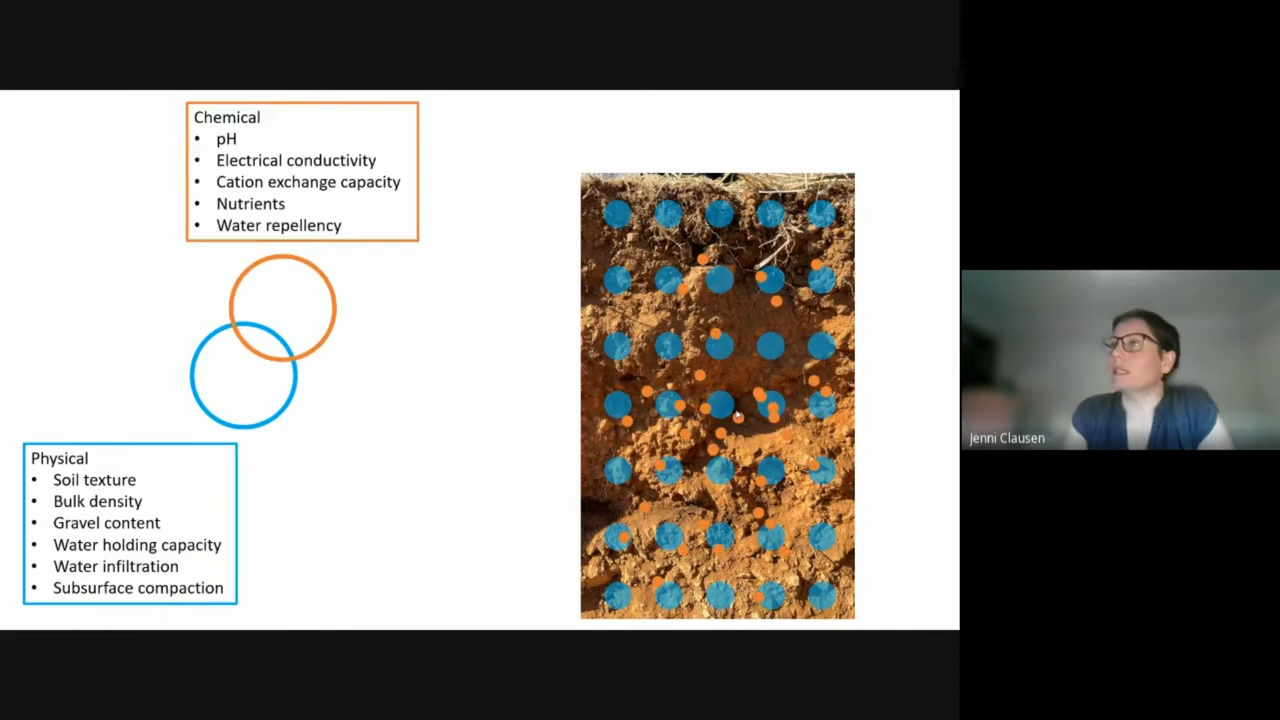 Chemical
• pH
• Electrical conductivity
• Cation exchange capacity
• Nutrients
• Water repellency
Physical
• Soil texture
• Bulk density
• Gravel content
• Water holding capacity
• Water infiltration
• Subsurface compaction
Jenni Clausen